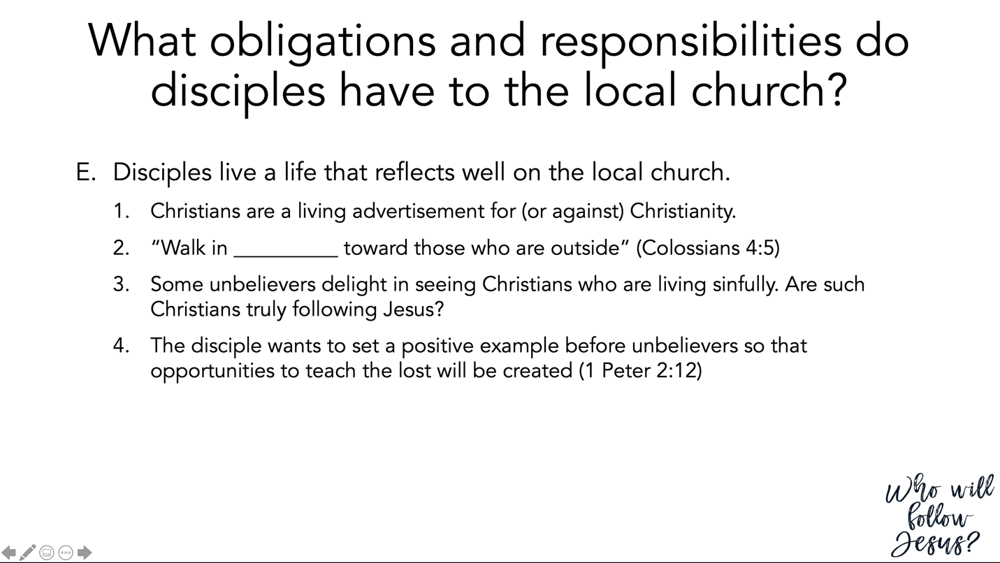 What obligations and responsibilities do
disciples have to the local church?
E. Disciples live a life that reflects well on the local church.
1. Christians are a living advertisement for (or against) Christianity.
2. “Walk in __________ toward those who are outside” (Colossians 4:5)
3. Some unbelievers delight in seeing Christians who are living sinfully. Are such
Christians truly following Jesus?
4. The disciple wants to set a positive example before unbelievers so that
opportunities to teach the lost will be created (1 Peter 2:12)
Who will
follow
Jesus?